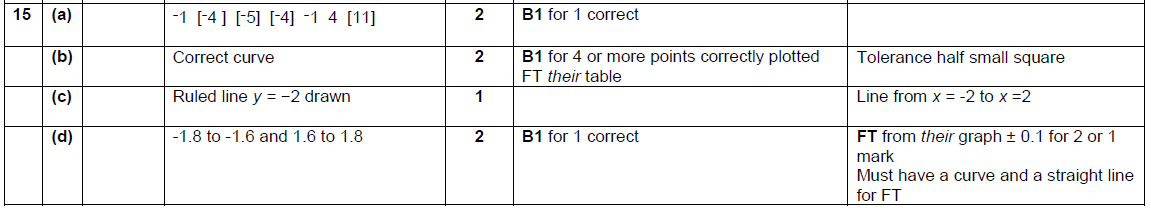 15 (a) -1 [-4 ] [-5] [-4] -1 4 [11] 2 B1 for 1 correct
(b) Correct curve 2 B1 for 4 or more points correctly plotted Tolerance half small square
FT their table
(c) Ruled line y = −2 drawn 1 Line from x = -2 to x =2
(d) -1.8 to -1.6 and 1.6 to 1.8 2 B1 for 1 correct FT from their graph ± 0.1 for 2 or 1
mark
Must have a curve and a straight line
for FT